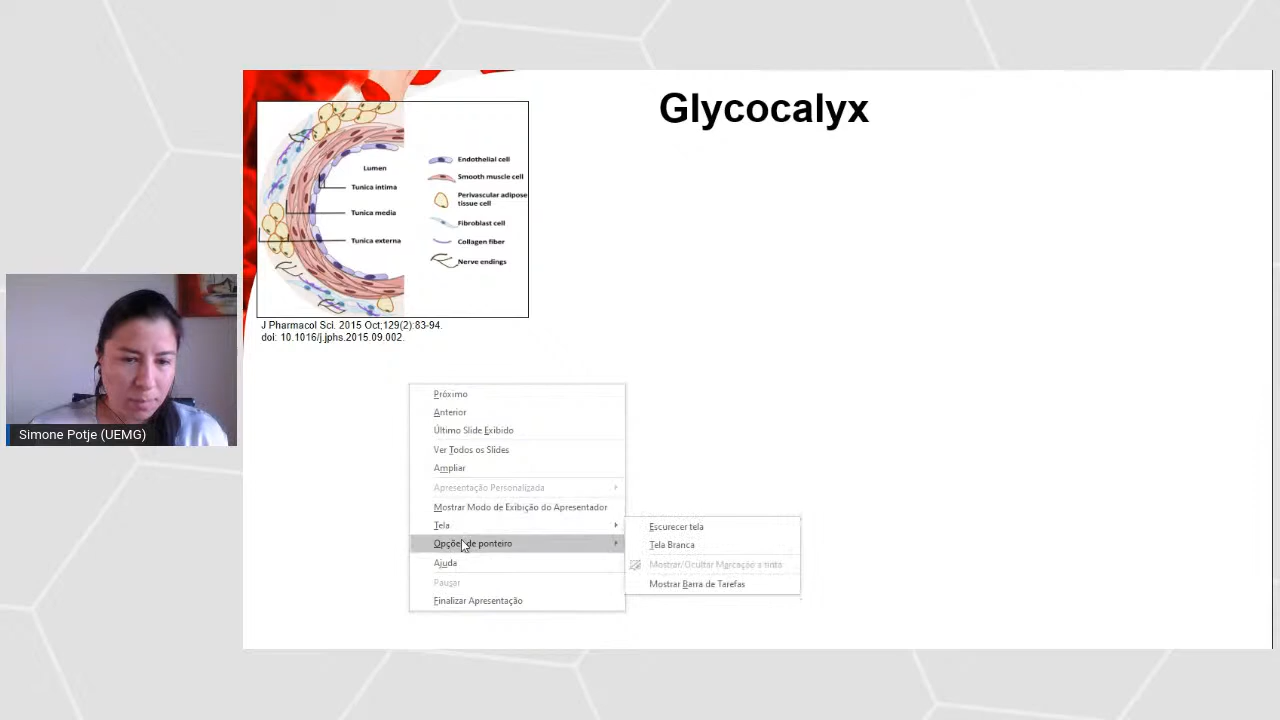 Glycocalyx
Lumen
Tunica intima
Tunica media
Tunica externa
Endothelial cell
Smooth muscle cell
Perivascular adipose
tissue cell
Fibroblast cell
Collagen fiber
Nerve endings
J Pharmacol Sci. 2015 Oct;129(2):83-94.
doi: 10.1016/j.jphs.2015.09.002.
Simone Potje (UEMG)
Próximo
Anterior
Último Slide Exibido
Ver Todos os Slides
Ampliar
Apresentação Personalizada
Mostrar Modo de Exibição do Apresentador
Tela
Opções de ponteiro
Ajuda
Pausar
Finalizar Apresentação
Escurecer tela
Tela Branca
Mostrar/Ocultar Marcação a tinta
Mostrar Barra de Tarefas